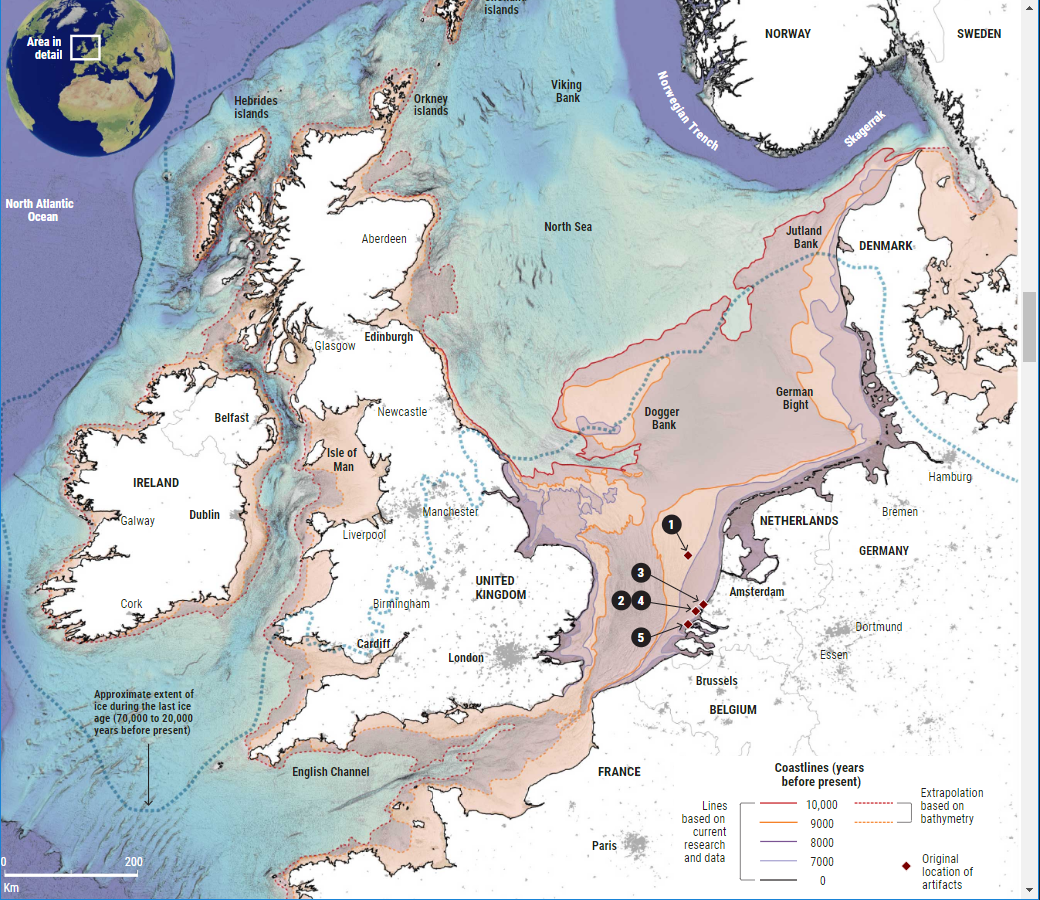 islands
Area in
detail
NORWAY
SWEDEN
Norwegian Trench
Viking
Bank
Hebrides
islands
Orkney
islands
Skagerrak
North Atlantic
Ocean
North Sea
Jutland
Bank
Aberdeen
DENMARK
Edinburgh
Glasgow
German
Bight
Newcastle
Dogger
Bank
Belfast
Isle of
Man
Hamburg
IRELAND
Manchester
Bremen
Dublin
Galway
NETHERLANDS
1
Liverpool
GERMANY
3
UNITED
KINGDOM
Amsterdam
2 4
Cork
Birmingham
Dortmund
5
Cardiff
London
Essen
Brussels
Approximate extent of
ice during the last ice
age (70,000 to 20,000
years before present)
BELGIUM
English Channel
FRANCE
Paris
0 200
Km
Coastlines (years
before present)
Lines
based on
current
research
and data
10,000
9000
8000
7000
0
Extrapolation
based on
bathymetry
Original
location of
artifacts